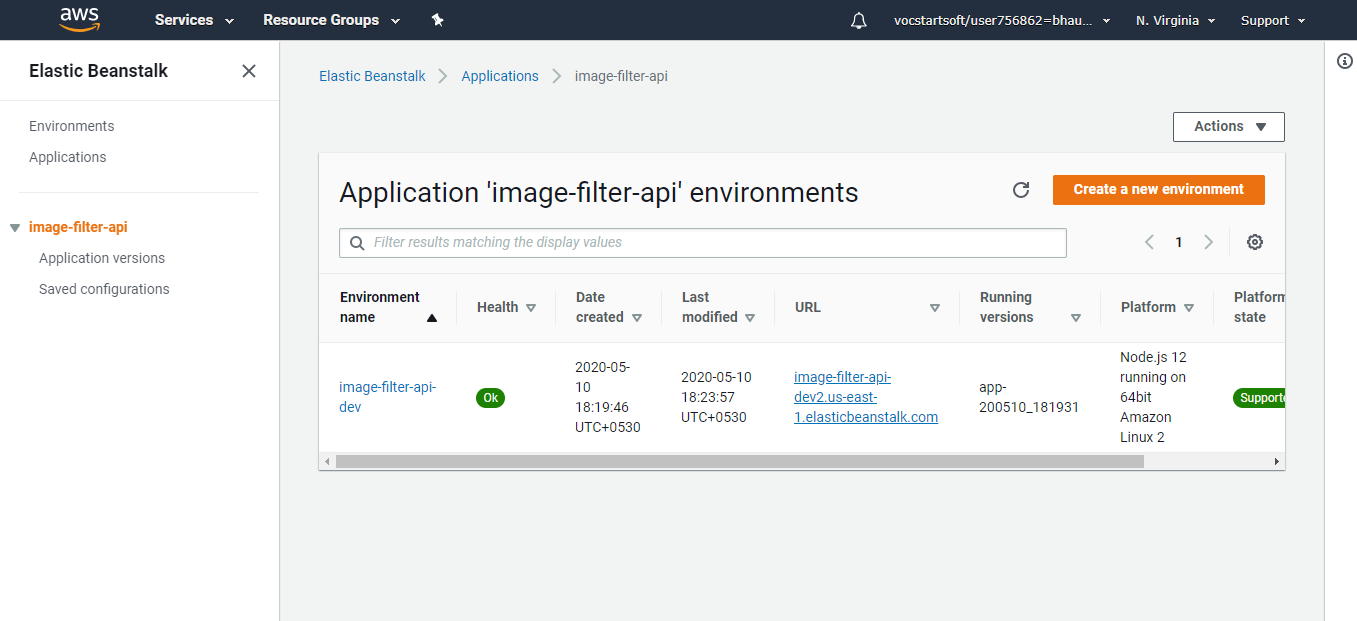 aws Services Resource Groups vocstartsoft/user756862=bhau... N. Virginia Support
Elastic Beanstalk
Environments
Applications
image-filter-api
Application versions
Saved configurations
Elastic Beanstalk Applications image-filter-api
Actions
Application 'image-filter-api' environments
Create a new environment
Filter results matching the display values
1
Environment
name
Health
Date
created
Last
modified
URL
Running
versions
Platform
Platform
state
image-filter-api-
dev
Ok
2020-05-
10
18:19:46
UTC+0530
2020-05-10
18:23:57
UTC+0530
image-filter-api-
dev2.us-east-
1.elasticbeanstalk.com
app-
200510_181931
Node.js 12
running on
64bit
Amazon
Linux 2
Supporte